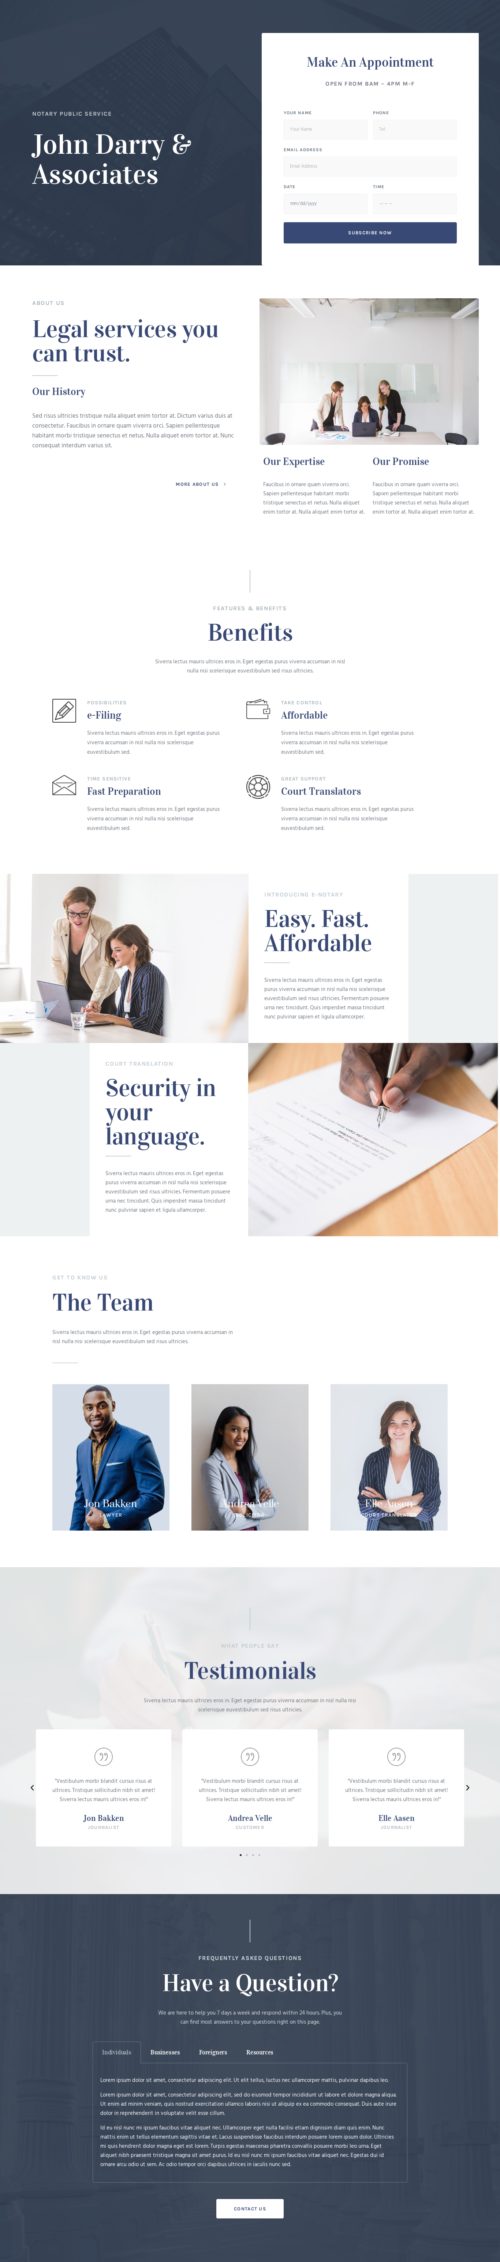 NOTARY PUBLIC SERVICE
John Darry &
Associates
Make An Appointment
OPEN FROM 8AM – 4PM M-F
YOUR NAME
PHONE
Your Name
Tel
EMAIL ADDRESS
Email Address
DATE
TIME
mm/dd/yyyy
SUBSCRIBE NOW
ABOUT US
Legal services you
can trust.
Our History
Sed risus ultricies tristique nulla aliquet enim tortor at. Dictum varius duis at
consectetur. Faucibus in ornare quam viverra orci. Sapien pellentesque
habitant morbi tristique senectus et netus. Nulla aliquet enim tortor at. Nunc
consequat interdum varius sit.
MORE ABOUT US
Our Expertise
Faucibus in ornare quam viverra orci.
Sapien pellentesque habitant morbi
tristique senectus et netus. Nulla aliquet
enim tortor at. Nulla aliquet enim tortor at.
Our Promise
Faucibus in ornare quam viverra orci.
Sapien pellentesque habitant morbi
tristique senectus et netus. Nulla aliquet
enim tortor at. Nulla aliquet enim tortor at.
FEATURES & BENEFITS
Benefits
Siverra lectus mauris ultrices eros in. Eget egestas purus viverra accumsan in nisl
nulla nisi scelerisque euvestibulum sed risus ultricies.
POSSIBILITIES
e-Filing
Siverra lectus mauris ultrices eros in. Eget egestas purus
viverra accumsan in nisl nulla nisi scelerisque
euvestibulum sed.
TAKE CONTROL
Affordable
Siverra lectus mauris ultrices eros in. Eget egestas purus
viverra accumsan in nisl nulla nisi scelerisque
euvestibulum sed.
TIME SENSITIVE
Fast Preparation
Siverra lectus mauris ultrices eros in. Eget egestas purus
viverra accumsan in nisl nulla nisi scelerisque
euvestibulum sed.
GREAT SUPPORT
Court Translators
Siverra lectus mauris ultrices eros in. Eget egestas purus
viverra accumsan in nisl nulla nisi scelerisque
euvestibulum sed.
INTRODUCING E-NOTARY
Easy. Fast.
Affordable
Siverra lectus mauris ultrices eros in. Eget egestas
purus viverra accumsan in nisl nulla nisl scelerisque
euvestibulum sed risus ultricies. Fermentum posuere
urna nec tincidunt. Quis imperdiet massa tincidunt
nunc pulvinar sapien et ligula ullamcorper.
COURT TRANSLATION
Security in
your
language.
Siverra lectus mauris ultrices eros in. Eget egestas
purus viverra accumsan in nisl nulla nisl scelerisque
euvestibulum sed risus ultricies. Fermentum posuere
urna nec tincidunt. Quis imperdiet massa tincidunt
nunc pulvinar sapien et ligula ullamcorper.
GET TO KNOW US
The Team
Siverra lectus mauris ultrices eros in. Eget egestas purus viverra accumsan in
nisl nulla nisi scelerisque euvestibulum sed risus ultricies.
Jon Bakken
LAWYER
Andrea Velle
Elle Aasen
COURT TRANSLATOR
WHAT PEOPLE SAY
Testimonials
Siverra lectus mauris ultrices eros in. Eget egestas purus viverra accumsan in nisl nulla nisi
scelerisque euvestibulum sed risus ultricies.
"Vestibulum morbi blandit cursus risus at
ultrices. Tristique sollicitudin nibh sit amet!
Siverra lectus mauris ultrices eros in!"
Jon Bakken
JOURNALIST
"Vestibulum morbi blandit cursus risus at
ultrices. Tristique sollicitudin nibh sit amet!
Siverra lectus mauris ultrices eros in!"
Andrea Velle
CUSTOMER
"Vestibulum morbi blandit cursus risus at
ultrices. Tristique sollicitudin nibh sit amet!
Siverra lectus mauris ultrices eros in!"
Elle Aasen
JOURNALIST
FREQUENTLY ASKED QUESTIONS
Have a Question?
We are here to help you 7 days a week and respond within 24 hours. Plus, you
can find most answers to your questions right on this page.
Individuals
Businesses
Foreigners
Resources
Lorem ipsum dolor sit amet, consectetur adipiscing elit. Ut elit tellus, luctus nec ullamcorper mattis, pulvinar dapibus leo.
Lorem ipsum dolor sit amet, consectetur adipiscing elit, sed do eiusmod tempor incididunt ut labore et dolore magna aliqua.
Ut enim ad minim veniam, quis nostrud exercitation ullamco laboris nisi ut aliquip ex ea commodo consequat. Duis aute irure
dolor in reprehenderit in voluptate velit esse cillum.
Id eu nisl nunc mi ipsum faucibus vitae aliquet nec. Ullamcorper eget nulla facilisi etiam dignissim diam quis enim. Nunc
mattis enim ut tellus elementum sagittis vitae et. Lacus suspendisse faucibus interdum posuere lorem ipsum dolor. Ultricies
mi quis hendrerit dolor magna eget est lorem. Turpis egestas maecenas pharetra convallis posuere morbi leo urna. Eget
aliquet nibh praesent tristique magna sit amet purus. Id eu nisl nunc mi ipsum faucibus vitae aliquet nec. Egestas dui id
ornare arcu odio ut sem. Ac odio tempor orci dapibus ultrices in iaculis nunc sed.
CONTACT US